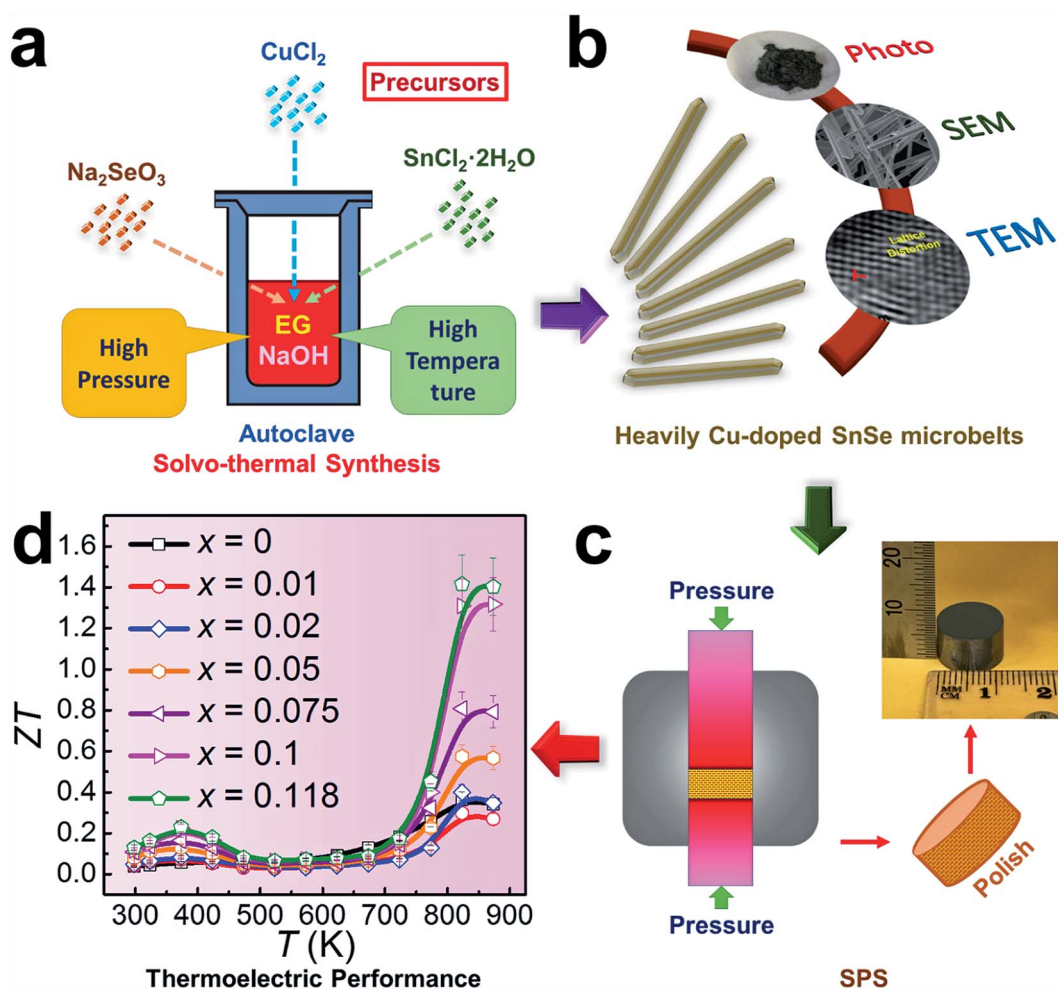 a
CuCl₂
Precursors
Na₂SeO₃
SnCl₂·2H₂O
EG
NaOH
High
Pressure
High
Tempera
ture
Autoclave
Solvo-thermal Synthesis
b
Photo
SEM
TEM
Lattice
Distortion
Heavily Cu-doped SnSe microbelts
c
Pressure
Pressure
20
10
MM
CM
1
2
Polish
SPS
d
x = 0
x = 0.01
x = 0.02
x = 0.05
x = 0.075
x = 0.1
x = 0.118
ZT
1.6
1.4
1.2
1.0
0.8
0.6
0.4
0.2
0.0
300 400 500 600 700 800 900
T (K)
Thermoelectric Performance